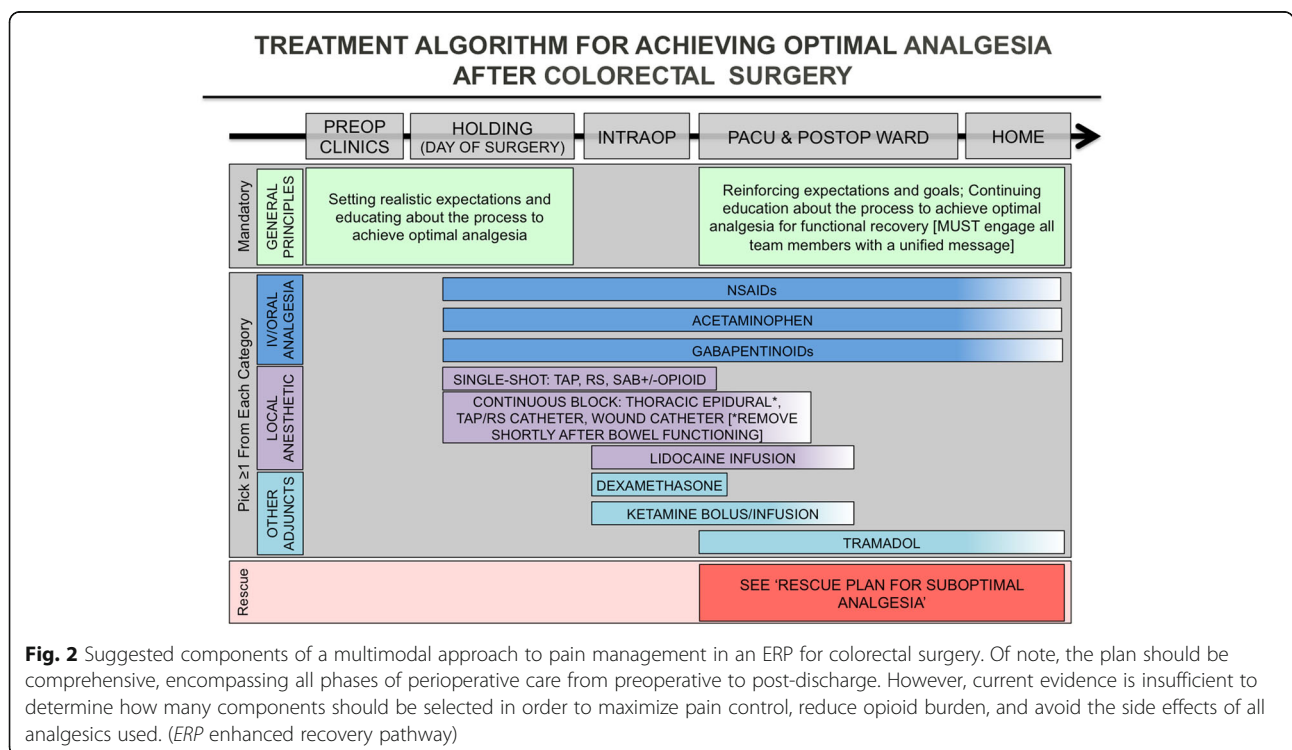 TREATMENT ALGORITHM FOR ACHIEVING OPTIMAL ANALGESIA
AFTER COLORECTAL SURGERY
PREOP
CLINICS
HOLDING
(DAY OF SURGERY)
INTRAOP
PACU & POSTOP WARD
HOME
Mandatory
GENERAL
PRINCIPLES
Setting realistic expectations and
educating about the process to
achieve optimal analgesia
Reinforcing expectations and goals; Continuing
education about the process to achieve optimal
analgesia for functional recovery [MUST engage all
team members with a unified message]
Pick ≥1 From Each Category
IV/ORAL
ANALGESIA
NSAIDs
ACETAMINOPHEN
GABAPENTINOIDs
LOCAL
ANESTHETIC
SINGLE-SHOT: TAP, RS, SAB+/-OPIOID
CONTINUOUS BLOCK: THORACIC EPIDURAL*,
TAP/RS CATHETER, WOUND CATHETER [*REMOVE
SHORTLY AFTER BOWEL FUNCTIONING]
LIDOCAINE INFUSION
OTHER
ADJUNCTS
DEXAMETHASONE
KETAMINE BOLUS/INFUSION
TRAMADOL
Rescue
SEE ‘RESCUE PLAN FOR SUBOPTIMAL
ANALGESIA’
Fig. 2 Suggested components of a multimodal approach to pain management in an ERP for colorectal surgery. Of note, the plan should be
comprehensive, encompassing all phases of perioperative care from preoperative to post-discharge. However, current evidence is insufficient to
determine how many components should be selected in order to maximize pain control, reduce opioid burden, and avoid the side effects of all
analgesics used. (ERP enhanced recovery pathway)